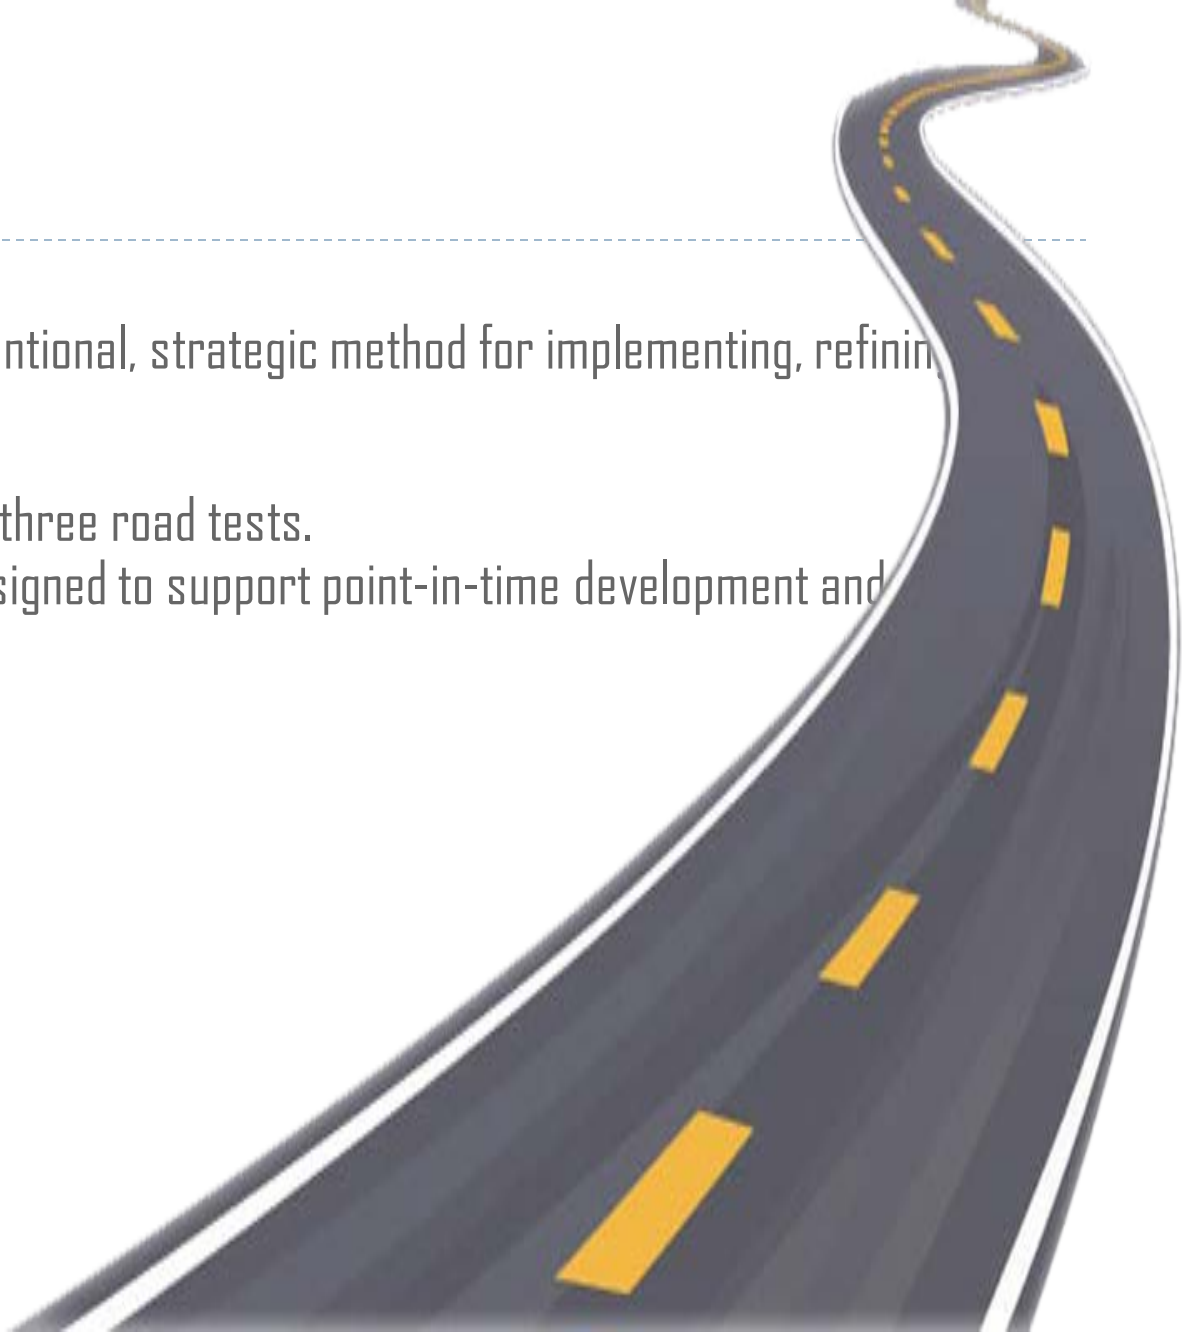 ntional, strategic method for implementing, refinin
three road tests.
signed to support point-in-time development and